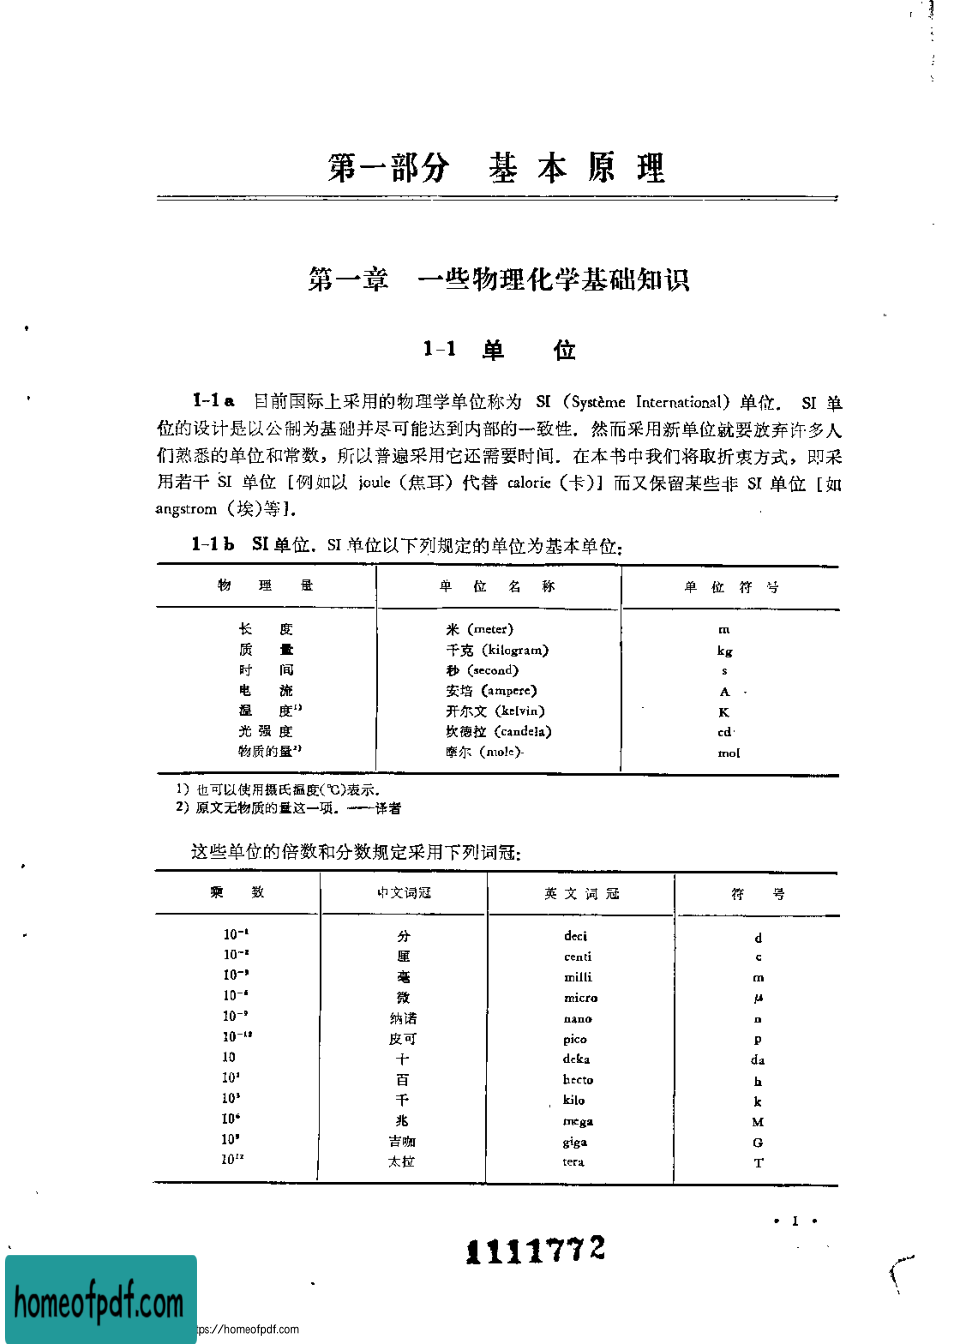 第一部分 基本原理
第一章 一些物理化学基础知识
1-1 单 位
1-1a 目前国际上采用的物理学单位称为 SI (Système International) 单位. SI 单
位的设计是以公制为基础并尽可能达到内部的一致性. 然而采用新单位就要放弃许多人
们熟悉的单位和常数, 所以普遍采用它还需要时间. 在本书中我们将取折衷方式, 即采
用若干 SI 单位 [例如以 joule (焦耳) 代替 calorie (卡)] 而又保留某些非 SI 单位 [如
angstrom (埃)等].
1-1b SI 单位. SI 单位以下列规定的单位为基本单位:
物 理 量 单 位 名 称 单 位 符 号
长 度 米 (meter) m
质 量 千克 (kilogram) kg
时 间 秒 (second) s
电 流 安培 (ampere) A
温 度¹⁾ 开尔文 (kelvin) K
光 强 度 坎德拉 (candela) cd
物质的量²⁾ 摩尔 (mole) mol
1) 也可以使用摄氏温度(℃)表示.
2) 原文无物质的量这一项. ——译者
这些单位的倍数和分数规定采用下列词冠:
乘 数 中文词冠 英 文 词 冠 符 号
10⁻¹ 分 deci d
10⁻² 厘 centi c
10⁻³ 毫 milli m
10⁻⁶ 微 micro μ
10⁻⁹ 纳诺 nano n
10⁻¹² 皮可 pico p
10 十 deka da
10² 百 hecto h
10³ 千 kilo k
10⁶ 兆 mega M
10⁹ 吉咖 giga G
10¹² 太拉 tera T
• 1 •
1111772
homeofpdf.com
tps://homeofpdf.com